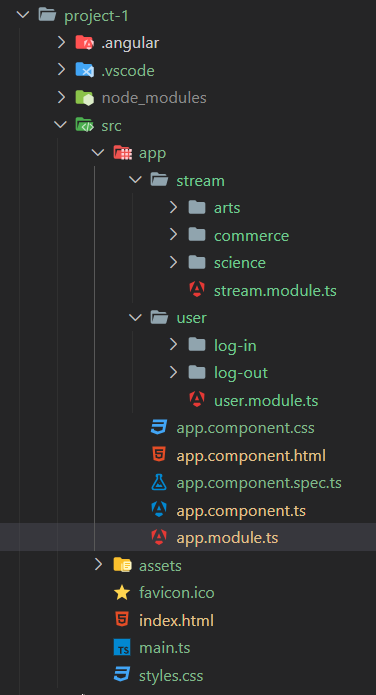 project-1
.angular
.vscode
node_modules
src
app
stream
arts
commerce
science
stream.module.ts
user
log-in
log-out
user.module.ts
app.component.css
app.component.html
app.component.spec.ts
app.component.ts
app.module.ts
assets
favicon.ico
index.html
TS main.ts
styles.css